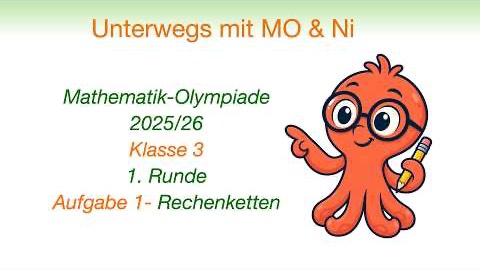 Unterwegs mit MO & Ni
Mathematik-Olympiade
2025/26
Klasse 3
1. Runde
Aufgabe 1- Rechenketten